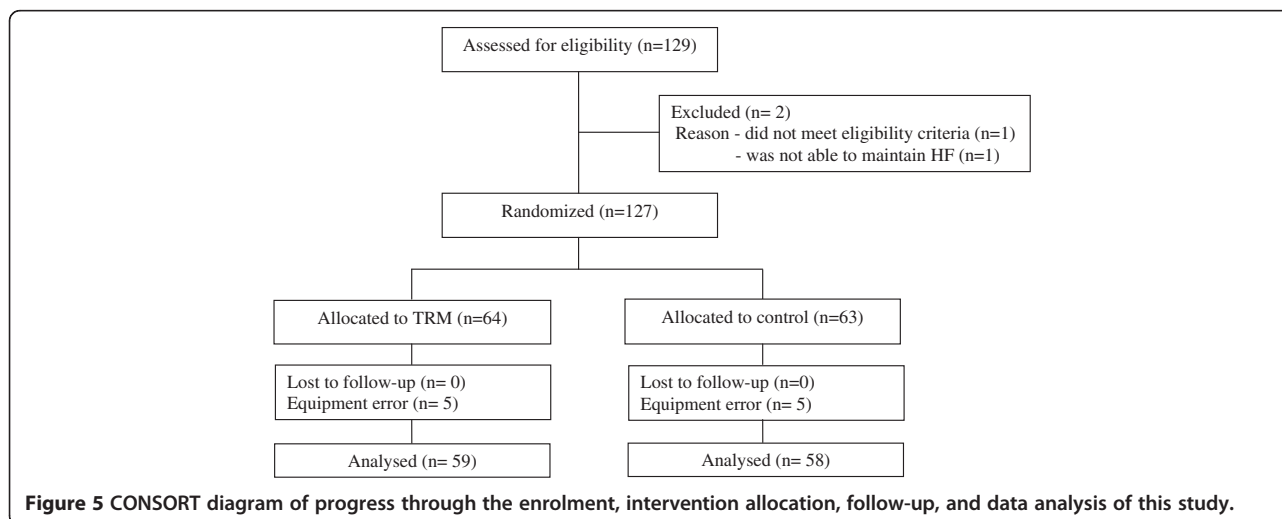 Assessed for eligibility (n=129)
Excluded (n= 2)
Reason - did not meet eligibility criteria (n=1)
- was not able to maintain HF (n=1)
Randomized (n=127)
Allocated to TRM (n=64)
Allocated to control (n=63)
Lost to follow-up (n= 0)
Equipment error (n= 5)
Lost to follow-up (n=0)
Equipment error (n= 5)
Analysed (n= 59)
Analysed (n= 58)
Figure 5 CONSORT diagram of progress through the enrolment, intervention allocation, follow-up, and data analysis of this study.